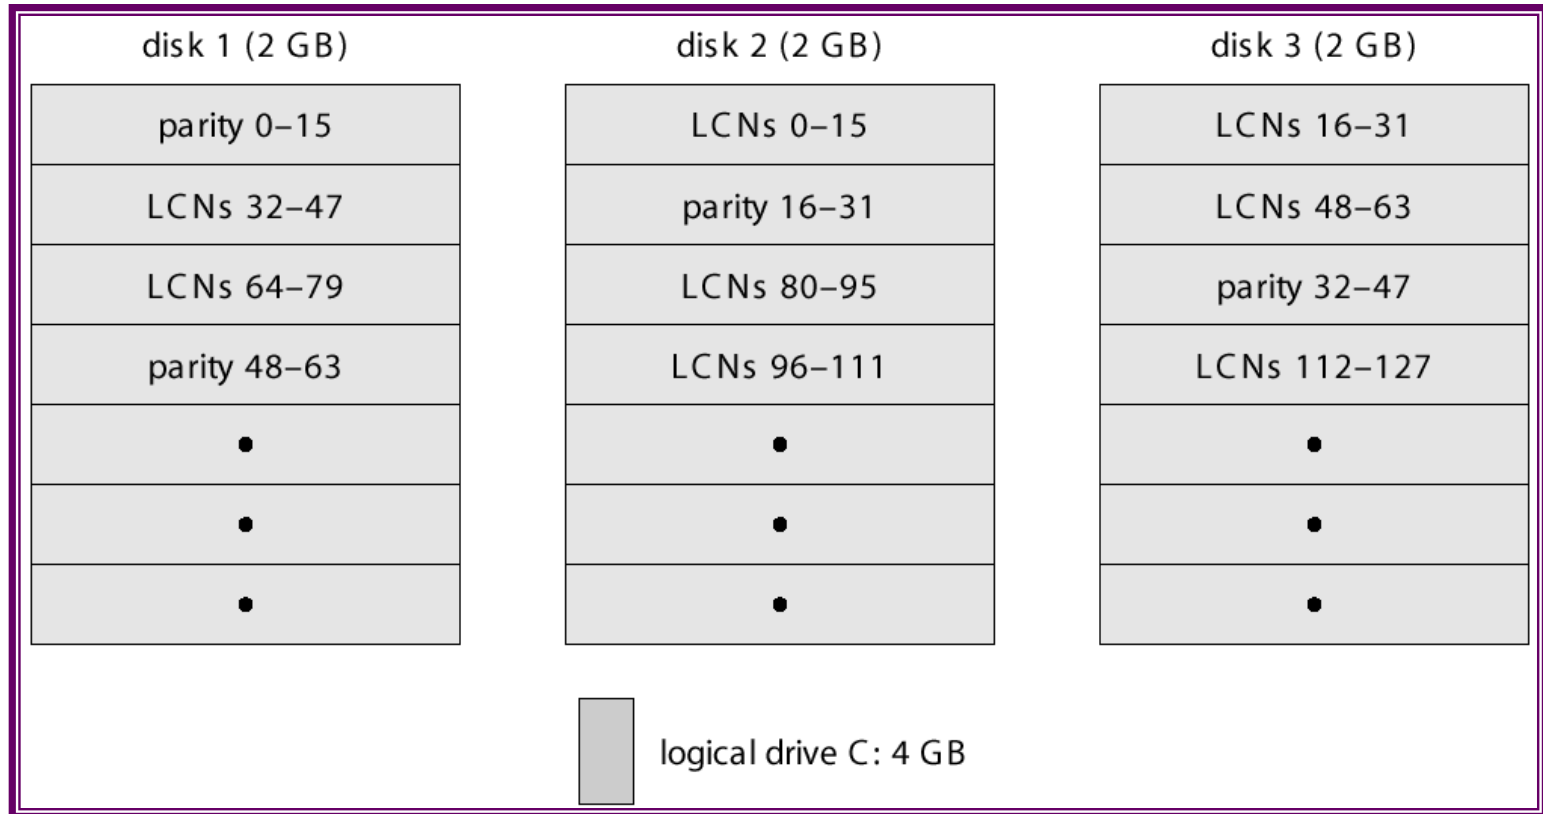 disk 1 (2 GB)
disk 2 (2 GB)
disk 3 (2 GB)
parity 0–15
LCNs 0–15
LCNs 16–31
LCNs 32–47
parity 16–31
LCNs 48–63
LCNs 64–79
LCNs 80–95
parity 32–47
parity 48–63
LCNs 96–111
LCNs 112–127
logical drive C: 4 GB